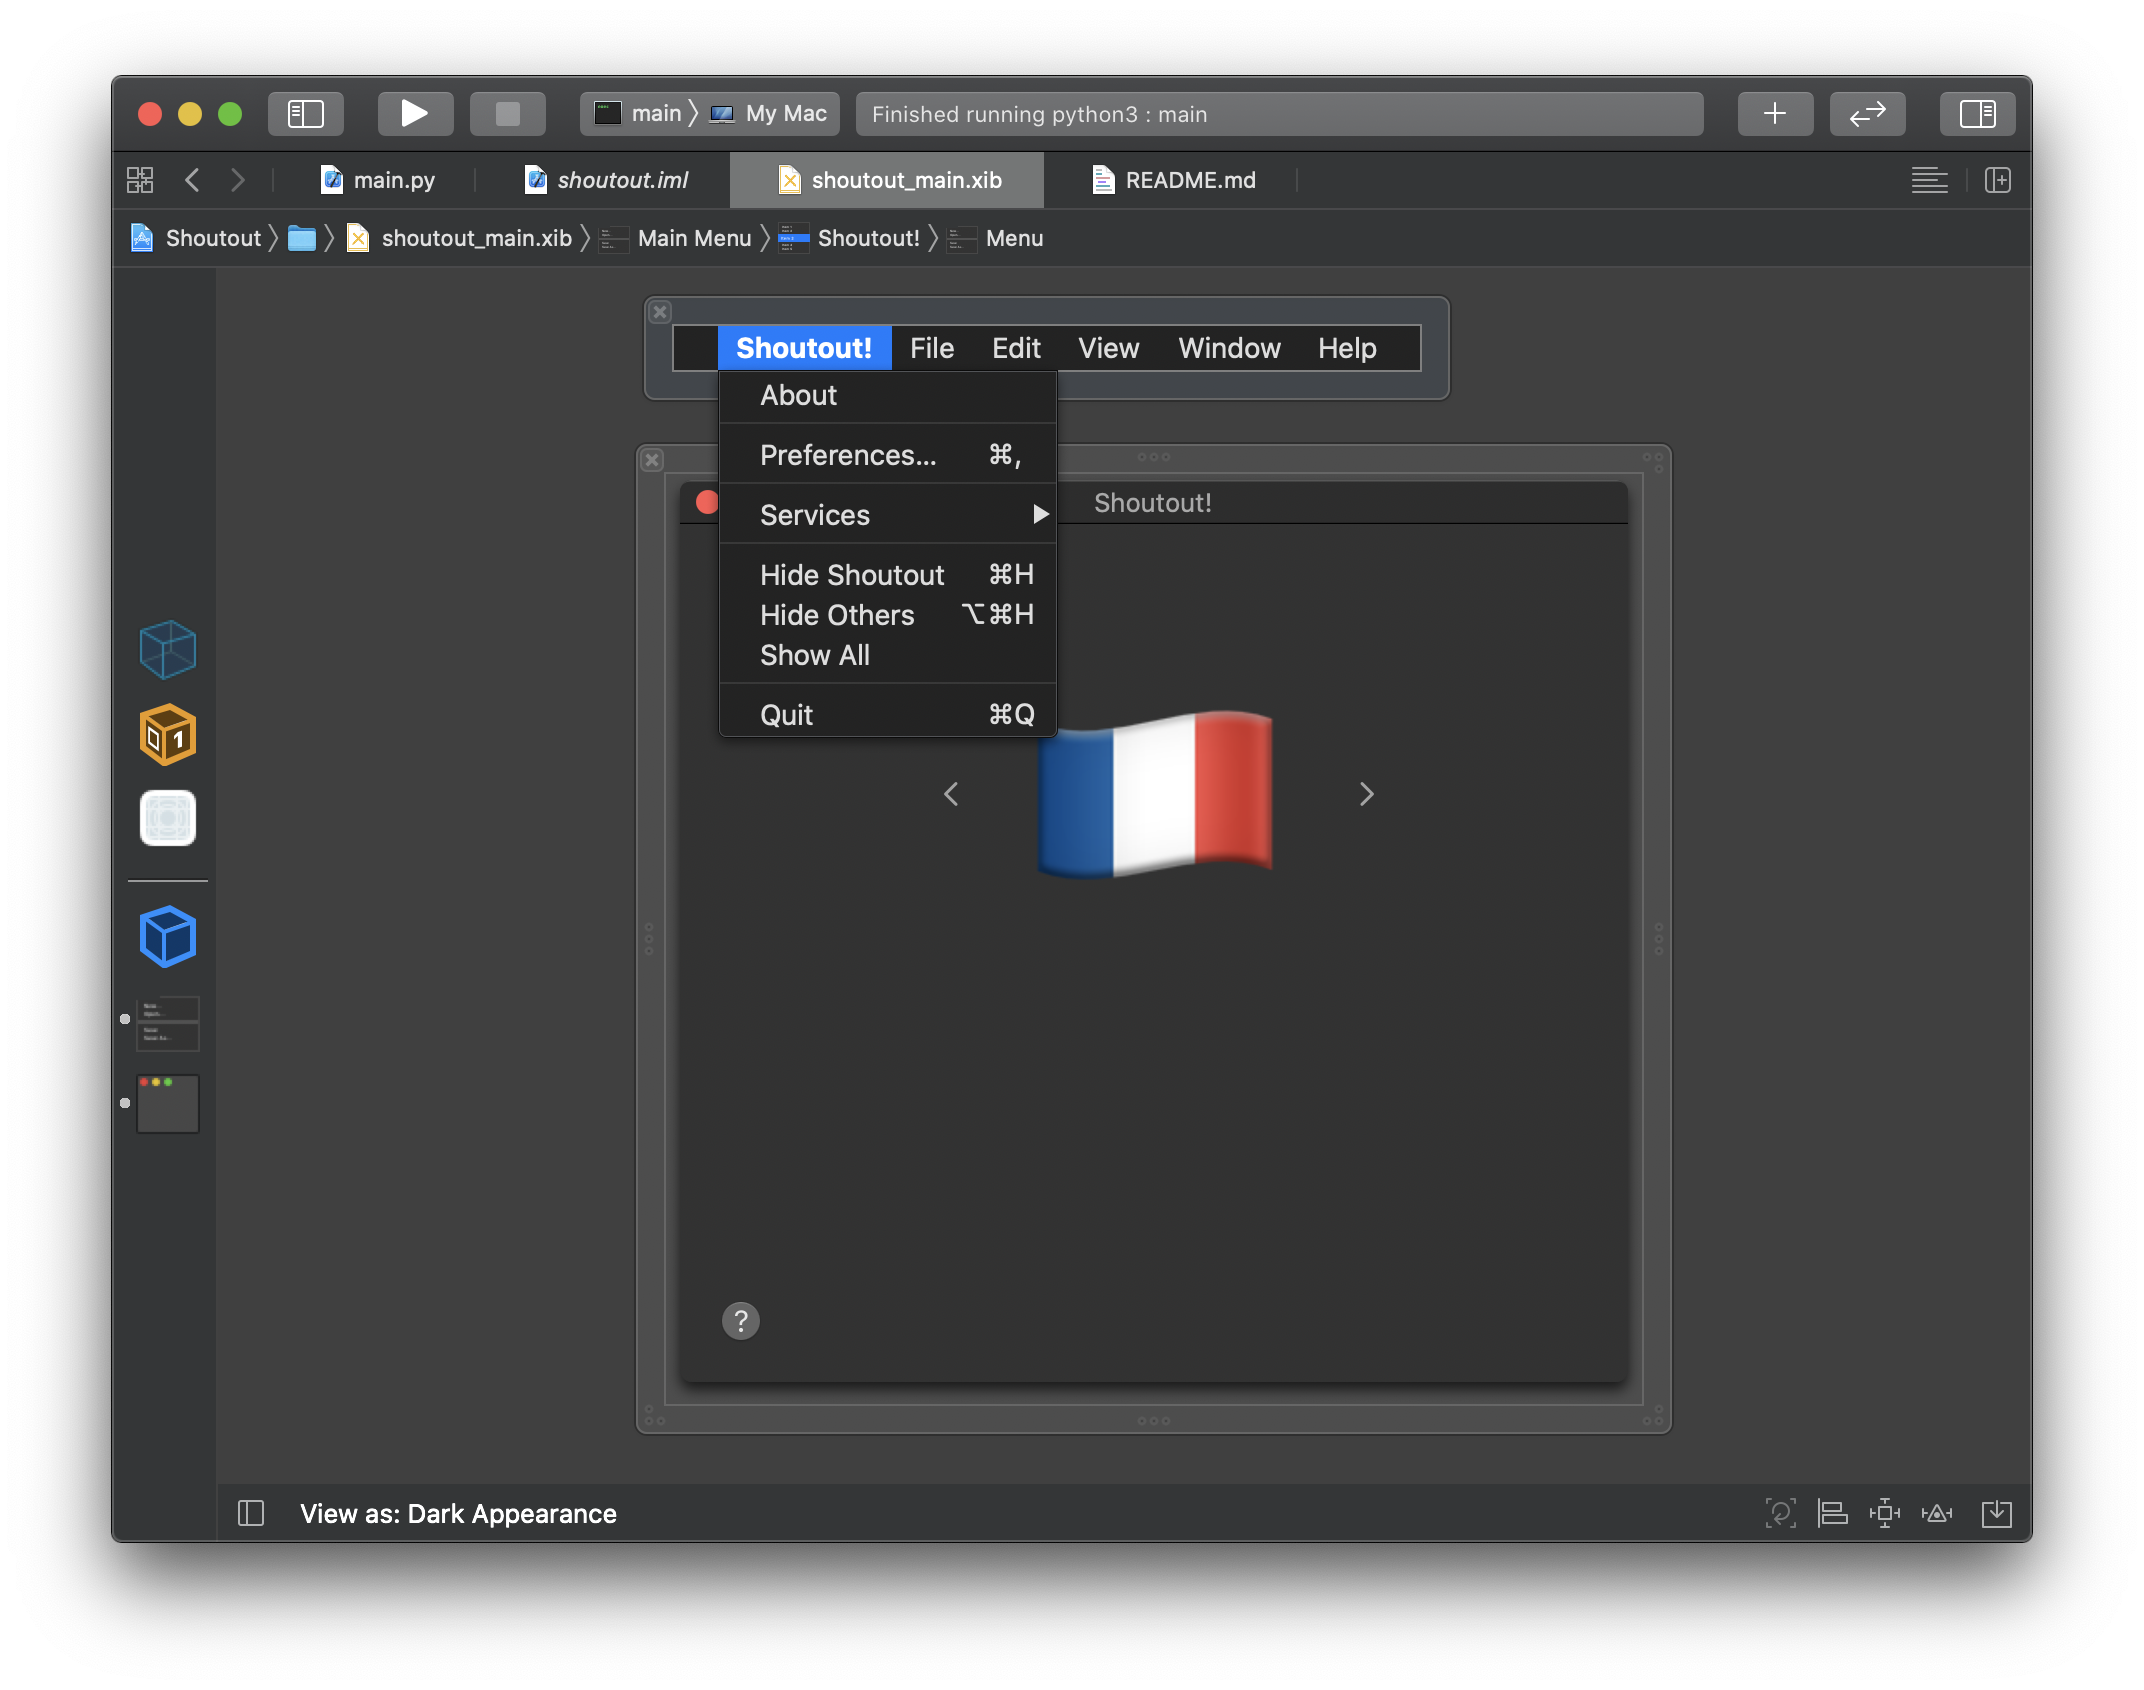 main 〉 My Mac
Finished running python3 : main
main.py
shoutout.iml
shoutout_main.xib
README.md
Shoutout 〉 〉 shoutout_main.xib 〉 Main Menu 〉 Shoutout! 〉 Menu
Shoutout! File Edit View Window Help
About
Preferences... ⌘,
Services ▶
Shoutout!
Hide Shoutout ⌘H
Hide Others ⌥⌘H
Show All
Quit ⌘Q
?
View as: Dark Appearance